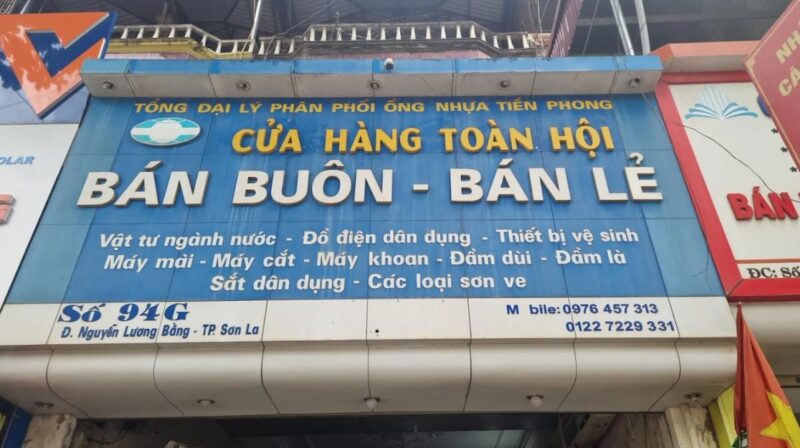 TỔNG ĐẠI LÝ PHÂN PHỐI ỐNG NHỰA TIỀN PHONG
CỬA HÀNG TOÀN HỘI
BÁN BUÔN - BÁN LẺ
Vật tư ngành nước - Đồ điện dân dụng - Thiết bị vệ sinh
Máy mài - Máy cắt - Máy khoan - Đầm dùi - Đầm là
Sắt dân dụng - Các loại sơn ve
Số 94G
Đ. Nguyễn Lương Bằng - TP. Sơn La
M bile: 0976 457 313
0122 7229 331
OLAR
BÁN
ĐC: Số